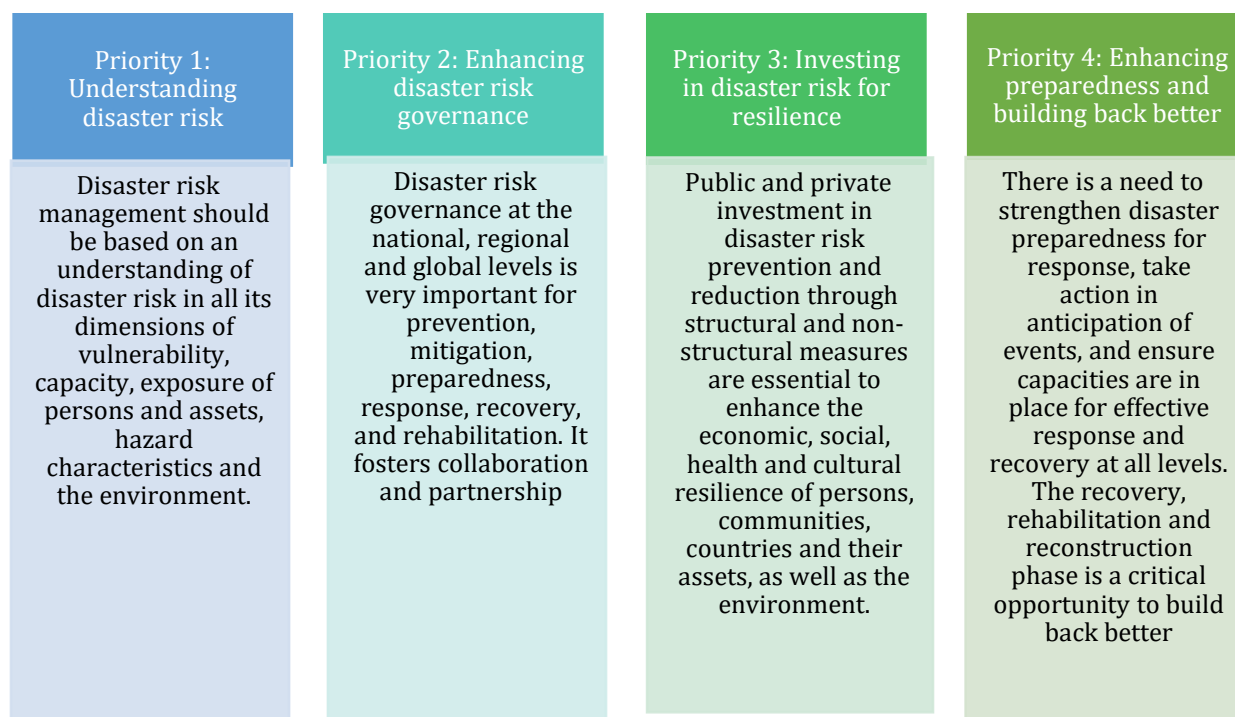 Priority 1:
Understanding
disaster risk
Disaster risk
management should
be based on an
understanding of
disaster risk in all its
dimensions of
vulnerability,
capacity, exposure of
persons and assets,
hazard
characteristics and
the environment.
Priority 2: Enhancing
disaster risk
governance
Disaster risk
governance at the
national, regional
and global levels is
very important for
prevention,
mitigation,
preparedness,
response, recovery,
and rehabilitation. It
fosters collaboration
and partnership
Priority 3: Investing
in disaster risk for
resilience
Public and private
investment in
disaster risk
prevention and
reduction through
structural and non-
structural measures
are essential to
enhance the
economic, social,
health and cultural
resilience of persons,
communities,
countries and their
assets, as well as the
environment.
Priority 4: Enhancing
preparedness and
building back better
There is a need to
strengthen disaster
preparedness for
response, take
action in
anticipation of
events, and ensure
capacities are in
place for effective
response and
recovery at all levels.
The recovery,
rehabilitation and
reconstruction
phase is a critical
opportunity to build
back better